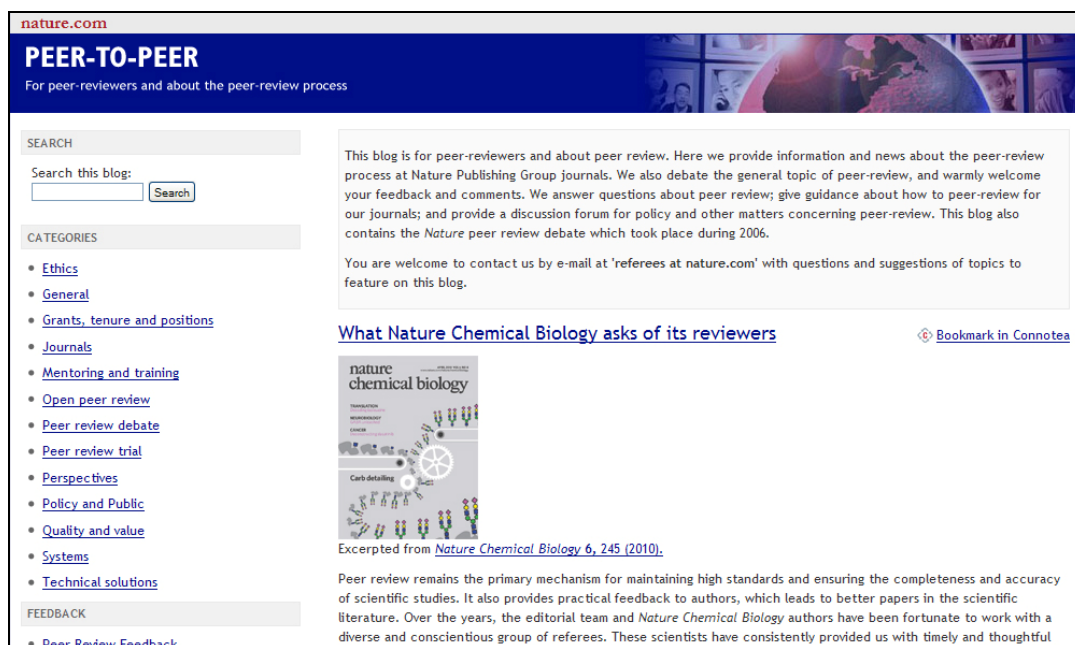 nature.com
PEER-TO-PEER
For peer-reviewers and about the peer-review process
SEARCH
Search this blog:
Search
CATEGORIES
Ethics
General
Grants, tenure and positions
Journals
Mentoring and training
Open peer review
Peer review debate
Peer review trial
Perspectives
Policy and Public
Quality and value
Systems
Technical solutions
FEEDBACK
Peer Review Feedback
This blog is for peer-reviewers and about peer review. Here we provide information and news about the peer-review
process at Nature Publishing Group journals. We also debate the general topic of peer-review, and warmly welcome
your feedback and comments. We answer questions about peer review; give guidance about how to peer-review for
our journals; and provide a discussion forum for policy and other matters concerning peer-review. This blog also
contains the Nature peer review debate which took place during 2006.
You are welcome to contact us by e-mail at 'referees at nature.com' with questions and suggestions of topics to
feature on this blog.
What Nature Chemical Biology asks of its reviewers
Bookmark in Connotea
nature
chemical biology
TRANSLATION
NEUROBIOLOGY
CANCER
Carb detailing
Excerpted from Nature Chemical Biology 6, 245 (2010).
Peer review remains the primary mechanism for maintaining high standards and ensuring the completeness and accuracy
of scientific studies. It also provides practical feedback to authors, which leads to better papers in the scientific
literature. Over the years, the editorial team and Nature Chemical Biology authors have been fortunate to work with a
diverse and conscientious group of referees. These scientists have consistently provided us with timely and thoughtful